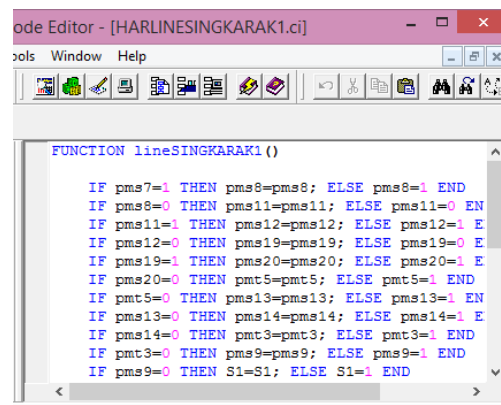 ode Editor - [HARLINESINGKARAK1.ci]
ools Window Help
FUNCTION lineSINGKARAK1()
IF pms7=1 THEN pms8=pms8; ELSE pms8=1 END
IF pms8=0 THEN pms11=pms11; ELSE pms11=0 EN
IF pms11=1 THEN pms12=pms12; ELSE pms12=1 E
IF pms12=0 THEN pms19=pms19; ELSE pms19=0 E
IF pms19=1 THEN pms20=pms20; ELSE pms20=1 E
IF pms20=0 THEN pmt5=pmt5; ELSE pmt5=1 END
IF pmt5=0 THEN pms13=pms13; ELSE pms13=1 EN
IF pms13=0 THEN pms14=pms14; ELSE pms14=1 E
IF pms14=0 THEN pmt3=pmt3; ELSE pmt3=1 END
IF pmt3=0 THEN pms9=pms9; ELSE pms9=1 END
IF pms9=0 THEN S1=S1; ELSE S1=1 END